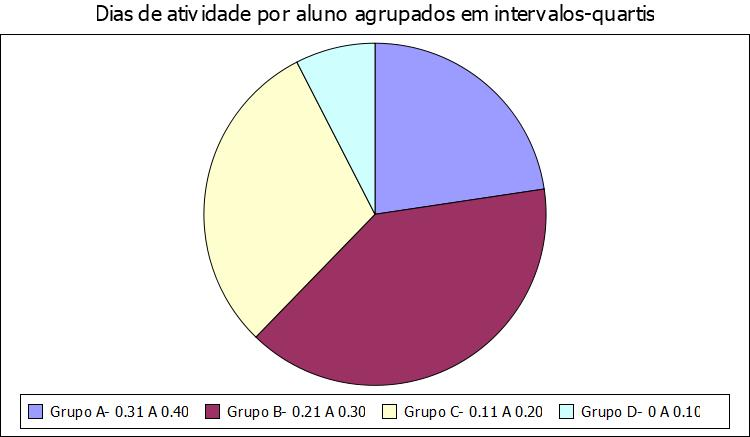 Dias de atividade por aluno agrupados em intervalos-quartis
Grupo A- 0.31 A 0.40 Grupo B- 0.21 A 0.30 Grupo C- 0.11 A 0.20 Grupo D- 0 A 0.10